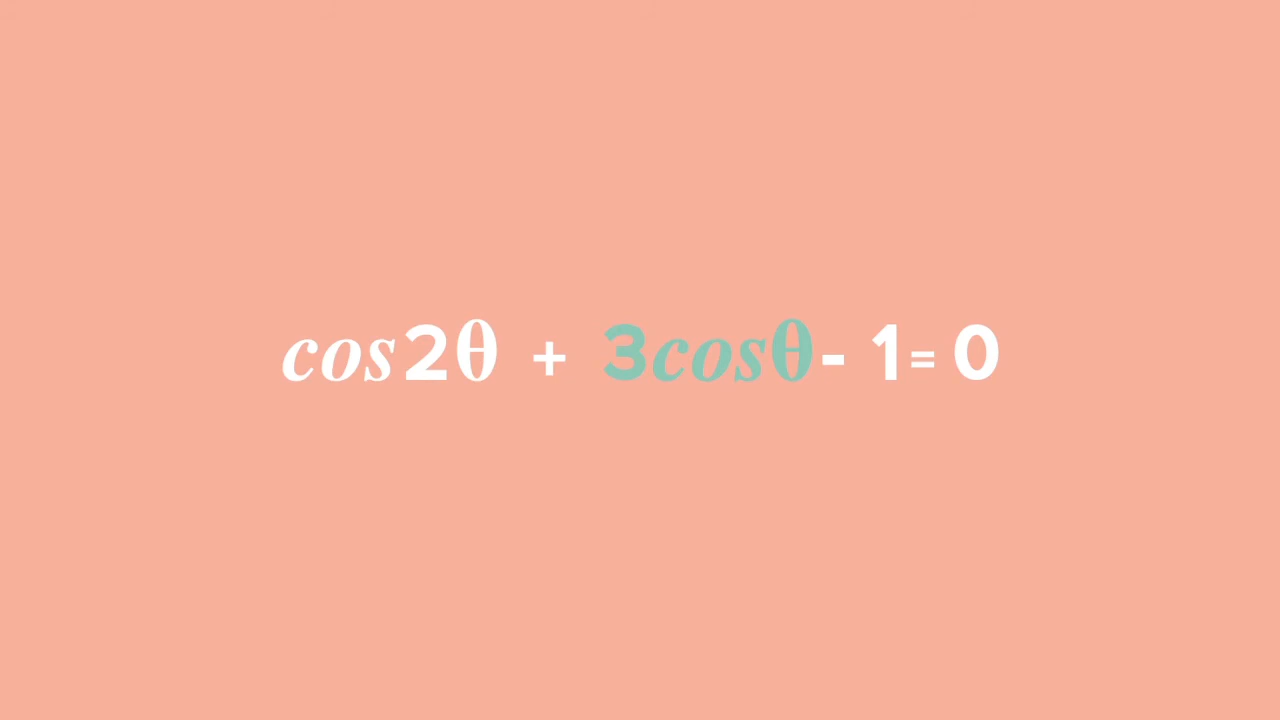 cos2θ + 3cosθ - 1 = 0